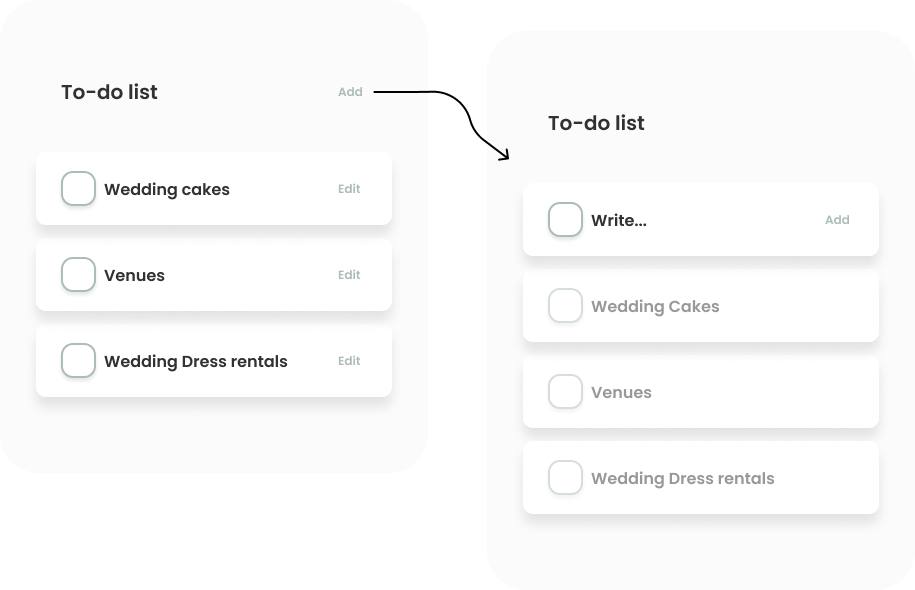 To-do list
Add
Wedding cakes
Edit
Venues
Edit
Wedding Dress rentals
Edit
To-do list
Write...
Add
Wedding Cakes
Venues
Wedding Dress rentals